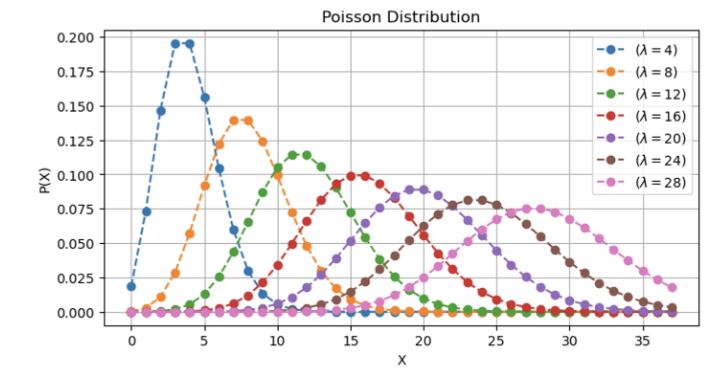 Poisson Distribution
0.200
0.175
0.150
0.125
0.100
0.075
0.050
0.025
0.000
P(X)
(λ = 4)
(λ = 8)
(λ = 12)
(λ = 16)
(λ = 20)
(λ = 24)
(λ = 28)
0 5 10 15 20 25 30 35
X